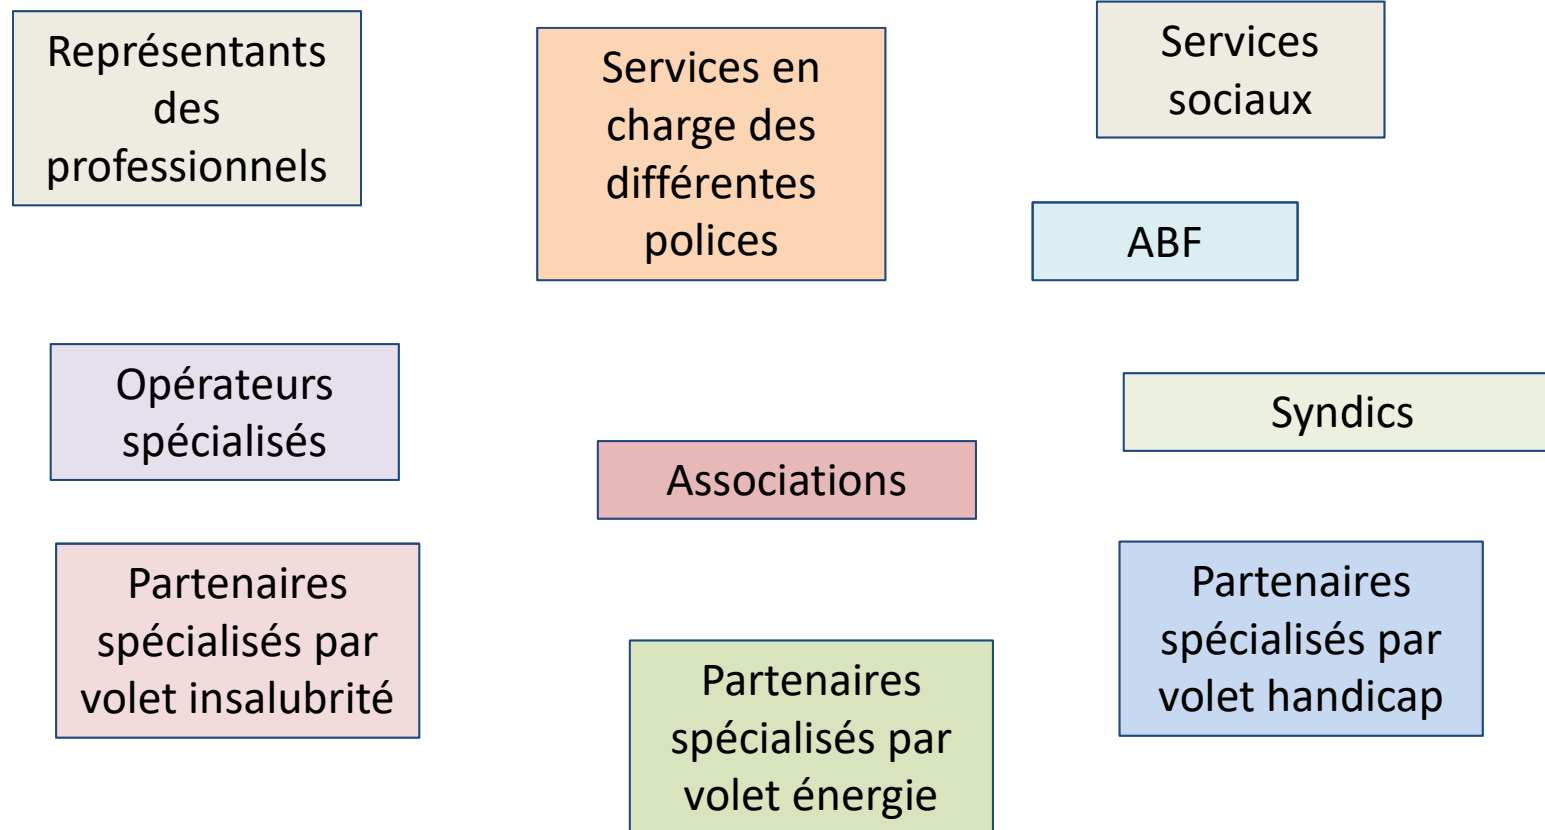 Représentants
des
professionnels
Services en
charge des
différentes
polices
Services
sociaux
ABF
Opérateurs
spécialisés
Syndics
Associations
Partenaires
spécialisés par
volet insalubrité
Partenaires
spécialisés par
volet énergie
Partenaires
spécialisés par
volet handicap